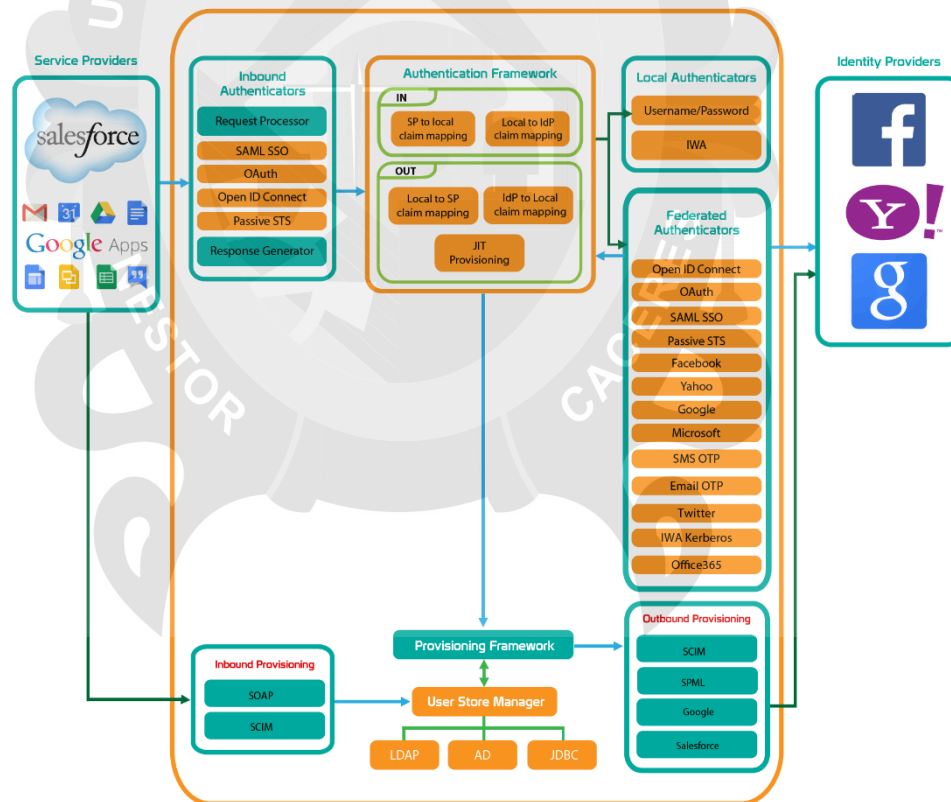 Service Providers
salesforce
31
Google Apps
Inbound
Authenticators
Request Processor
SAML SSO
OAuth
Open ID Connect
Passive STS
Response Generator
Authentication Framework
IN
SP to local
claim mapping
Local to IdP
claim mapping
OUT
Local to SP
claim mapping
IdP to Local
claim mapping
JIT
Provisioning
Local Authenticators
Username/Password
IWA
Federated
Authenticators
Open ID Connect
OAuth
SAML SSO
Passive STS
Facebook
Yahoo
Google
Microsoft
SMS OTP
Email OTP
Twitter
IWA Kerberos
Office365
Identity Providers
f
Y!
g
Inbound Provisioning
SOAP
SCIM
Provisioning Framework
User Store Manager
LDAP
AD
JDBC
Outbound Provisioning
SCIM
SPML
Google
Salesforce
NESTOR
CACERES